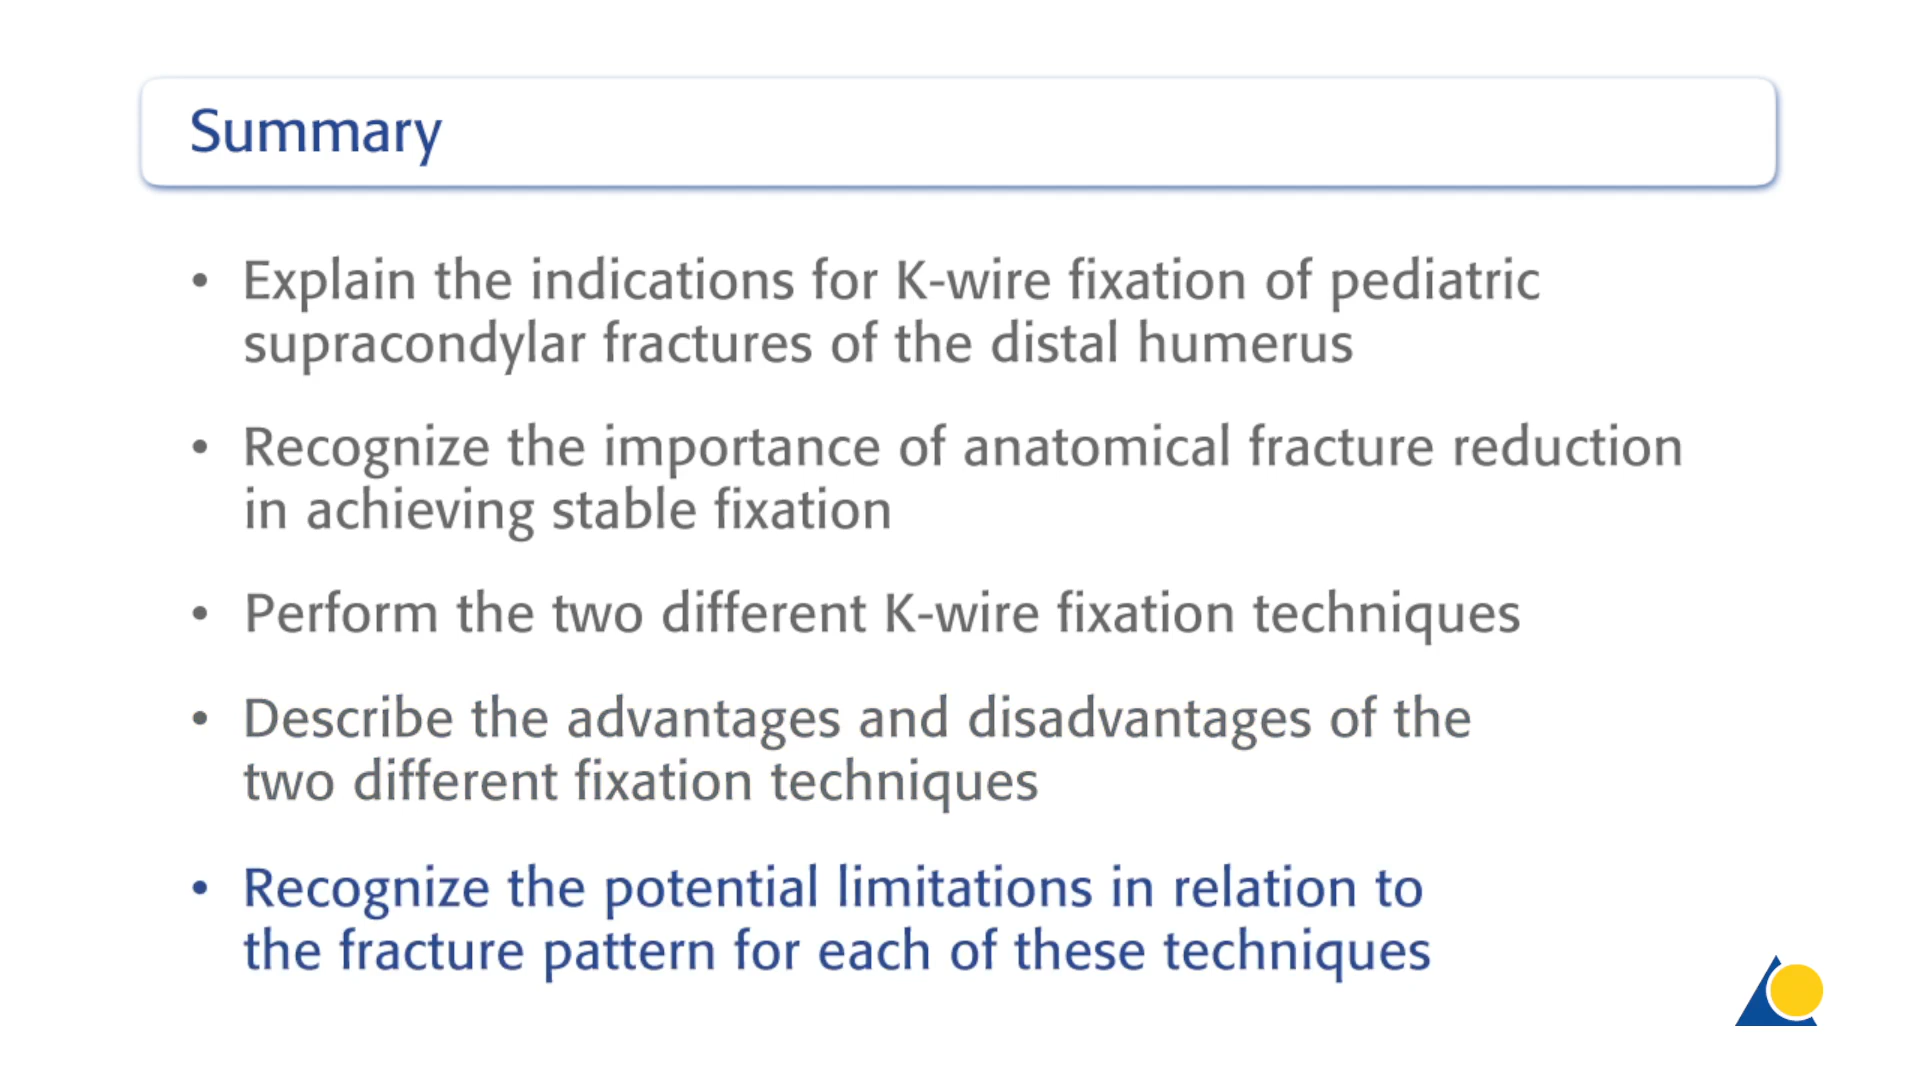 Summary
• Explain the indications for K-wire fixation of pediatric
supracondylar fractures of the distal humerus
• Recognize the importance of anatomical fracture reduction
in achieving stable fixation
• Perform the two different K-wire fixation techniques
• Describe the advantages and disadvantages of the
two different fixation techniques
• Recognize the potential limitations in relation to
the fracture pattern for each of these techniques